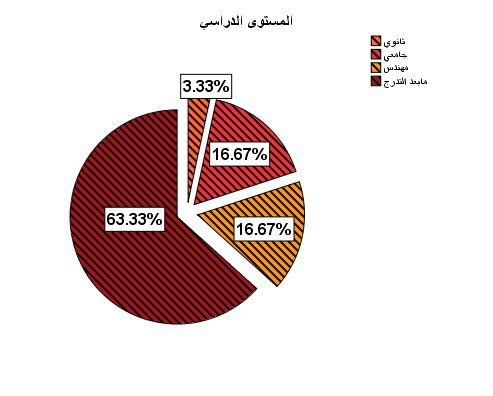 المستوى الدراسي
ثانوي
جامعي
مهندس
مابعد التدرج
3.33%
16.67%
16.67%
63.33%